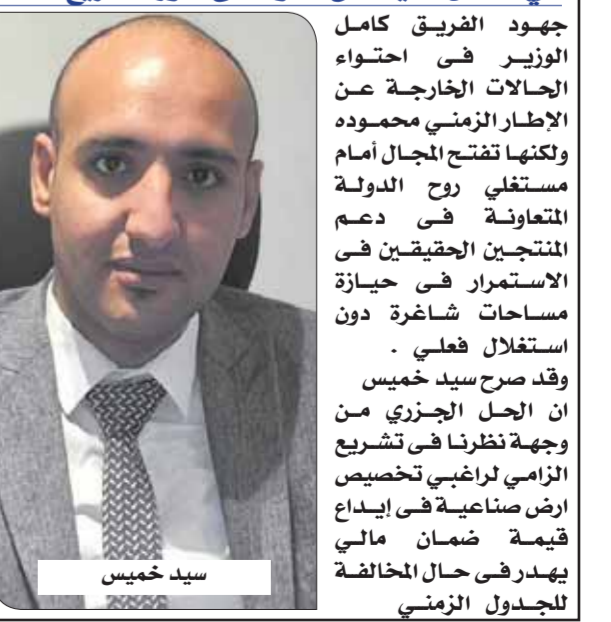 جهود الفريق كامل
الوزير فى احتواء
الحالات الخارجة عن
الإطار الزمني محموده
ولكنها تفتح المجال أمام
مستغلي روح الدولة
المتعاونة فى دعم
المنتجين الحقيقين فى
الاستمرار فى حيازة
مساحات شاغرة دون
استغلال فعلي .
وقد صرح سيد خميس
ان الحل الجزري من
وجهة نظرنا فى تشريع
الزامي لراغبي تخصيص
ارض صناعية فى إيداع
قيمة ضمان مالي
يهدر فى حال المخالفة
للجدول الزمني
سيد خميس